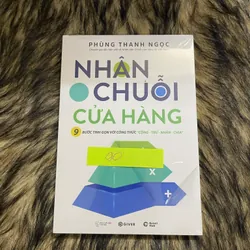 PHÙNG THANH NGỌC
NHÂN
CHUỖI
CỬA HÀNG
9 BƯỚC TINH GỌN VỚI CÔNG THỨC "CỘNG - TRỪ - NHÂN - CHIA"